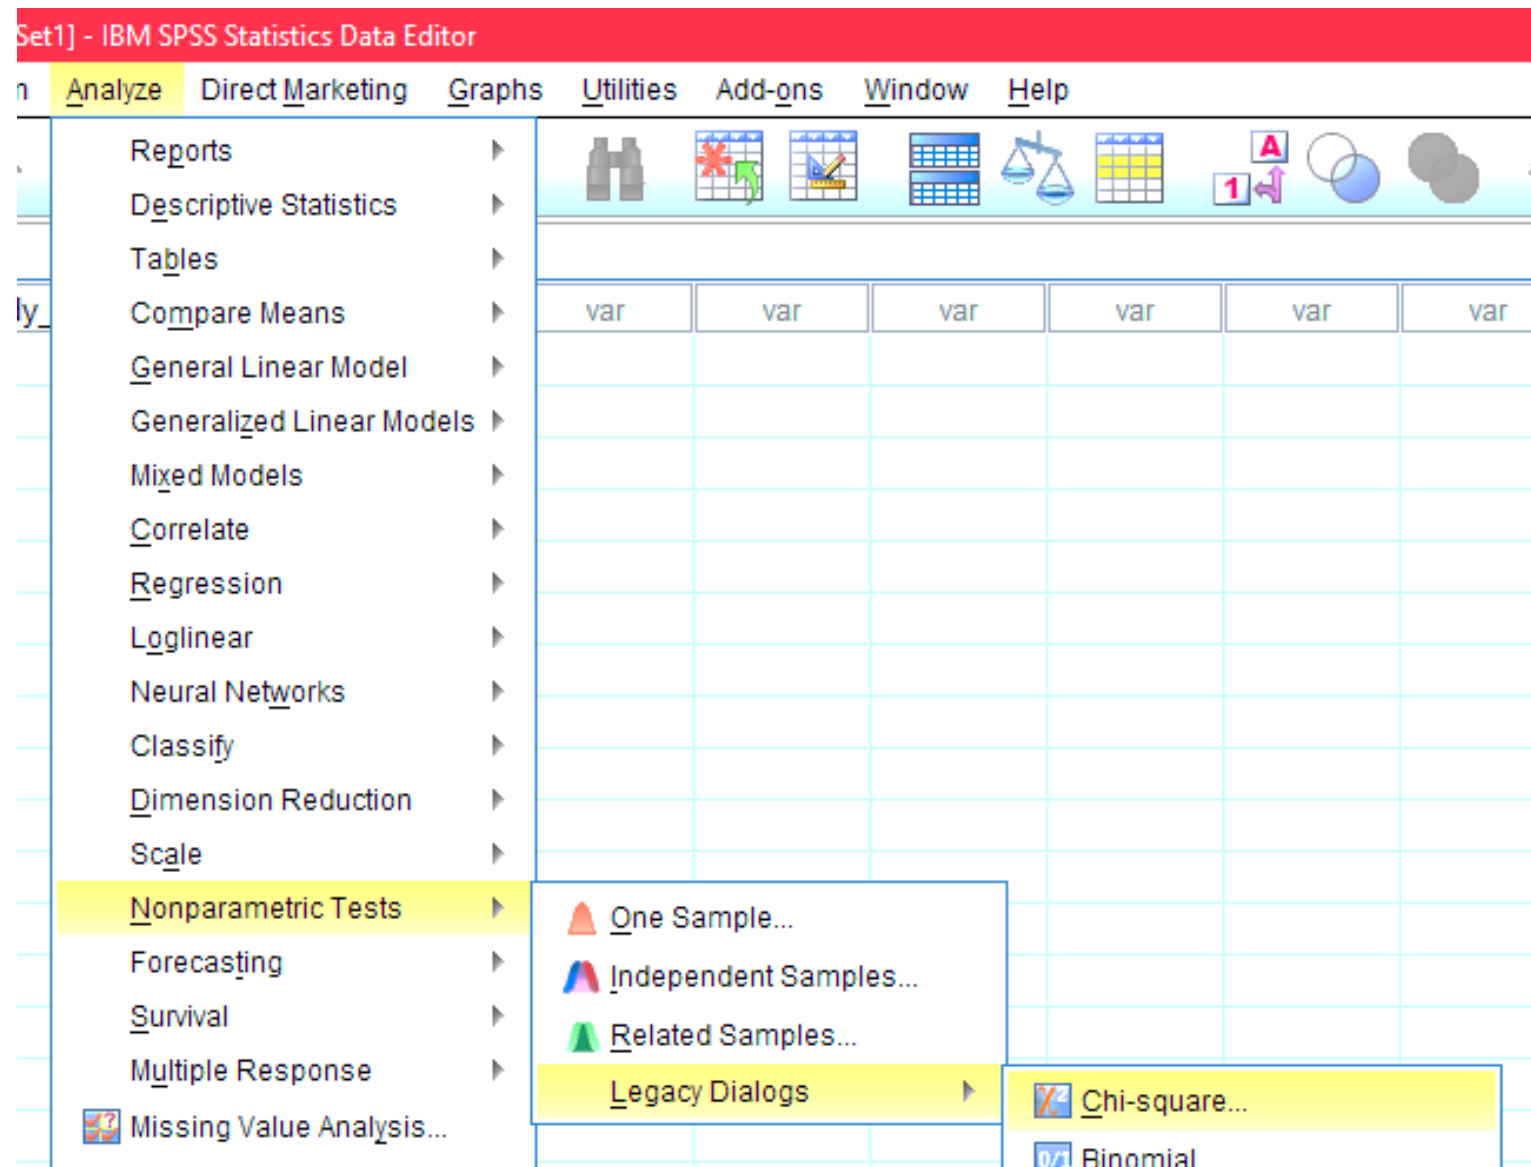 Set1] - IBM SPSS Statistics Data Editor
Analyze Direct Marketing Graphs Utilities Add-ons Window Help
Reports
A
1
Descriptive Statistics
Tables
ly_
Compare Means
var var var var var var
General Linear Model
Generalized Linear Models
Mixed Models
Correlate
Regression
Loglinear
Neural Networks
Classify
Dimension Reduction
Scale
Nonparametric Tests
One Sample...
Forecasting
Independent Samples...
Survival
Related Samples...
Multiple Response
Legacy Dialogs
Chi-square...
Missing Value Analysis...
Binomial